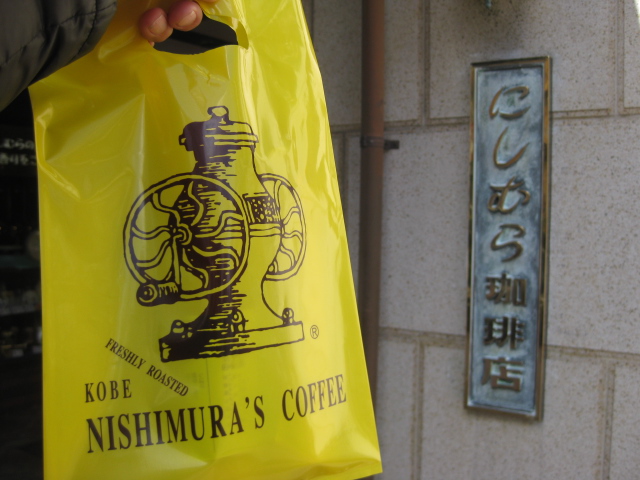 FRESHLY ROASTED
KOBE
NISHIMURA'S COFFEE
®
にしむら珈琲店